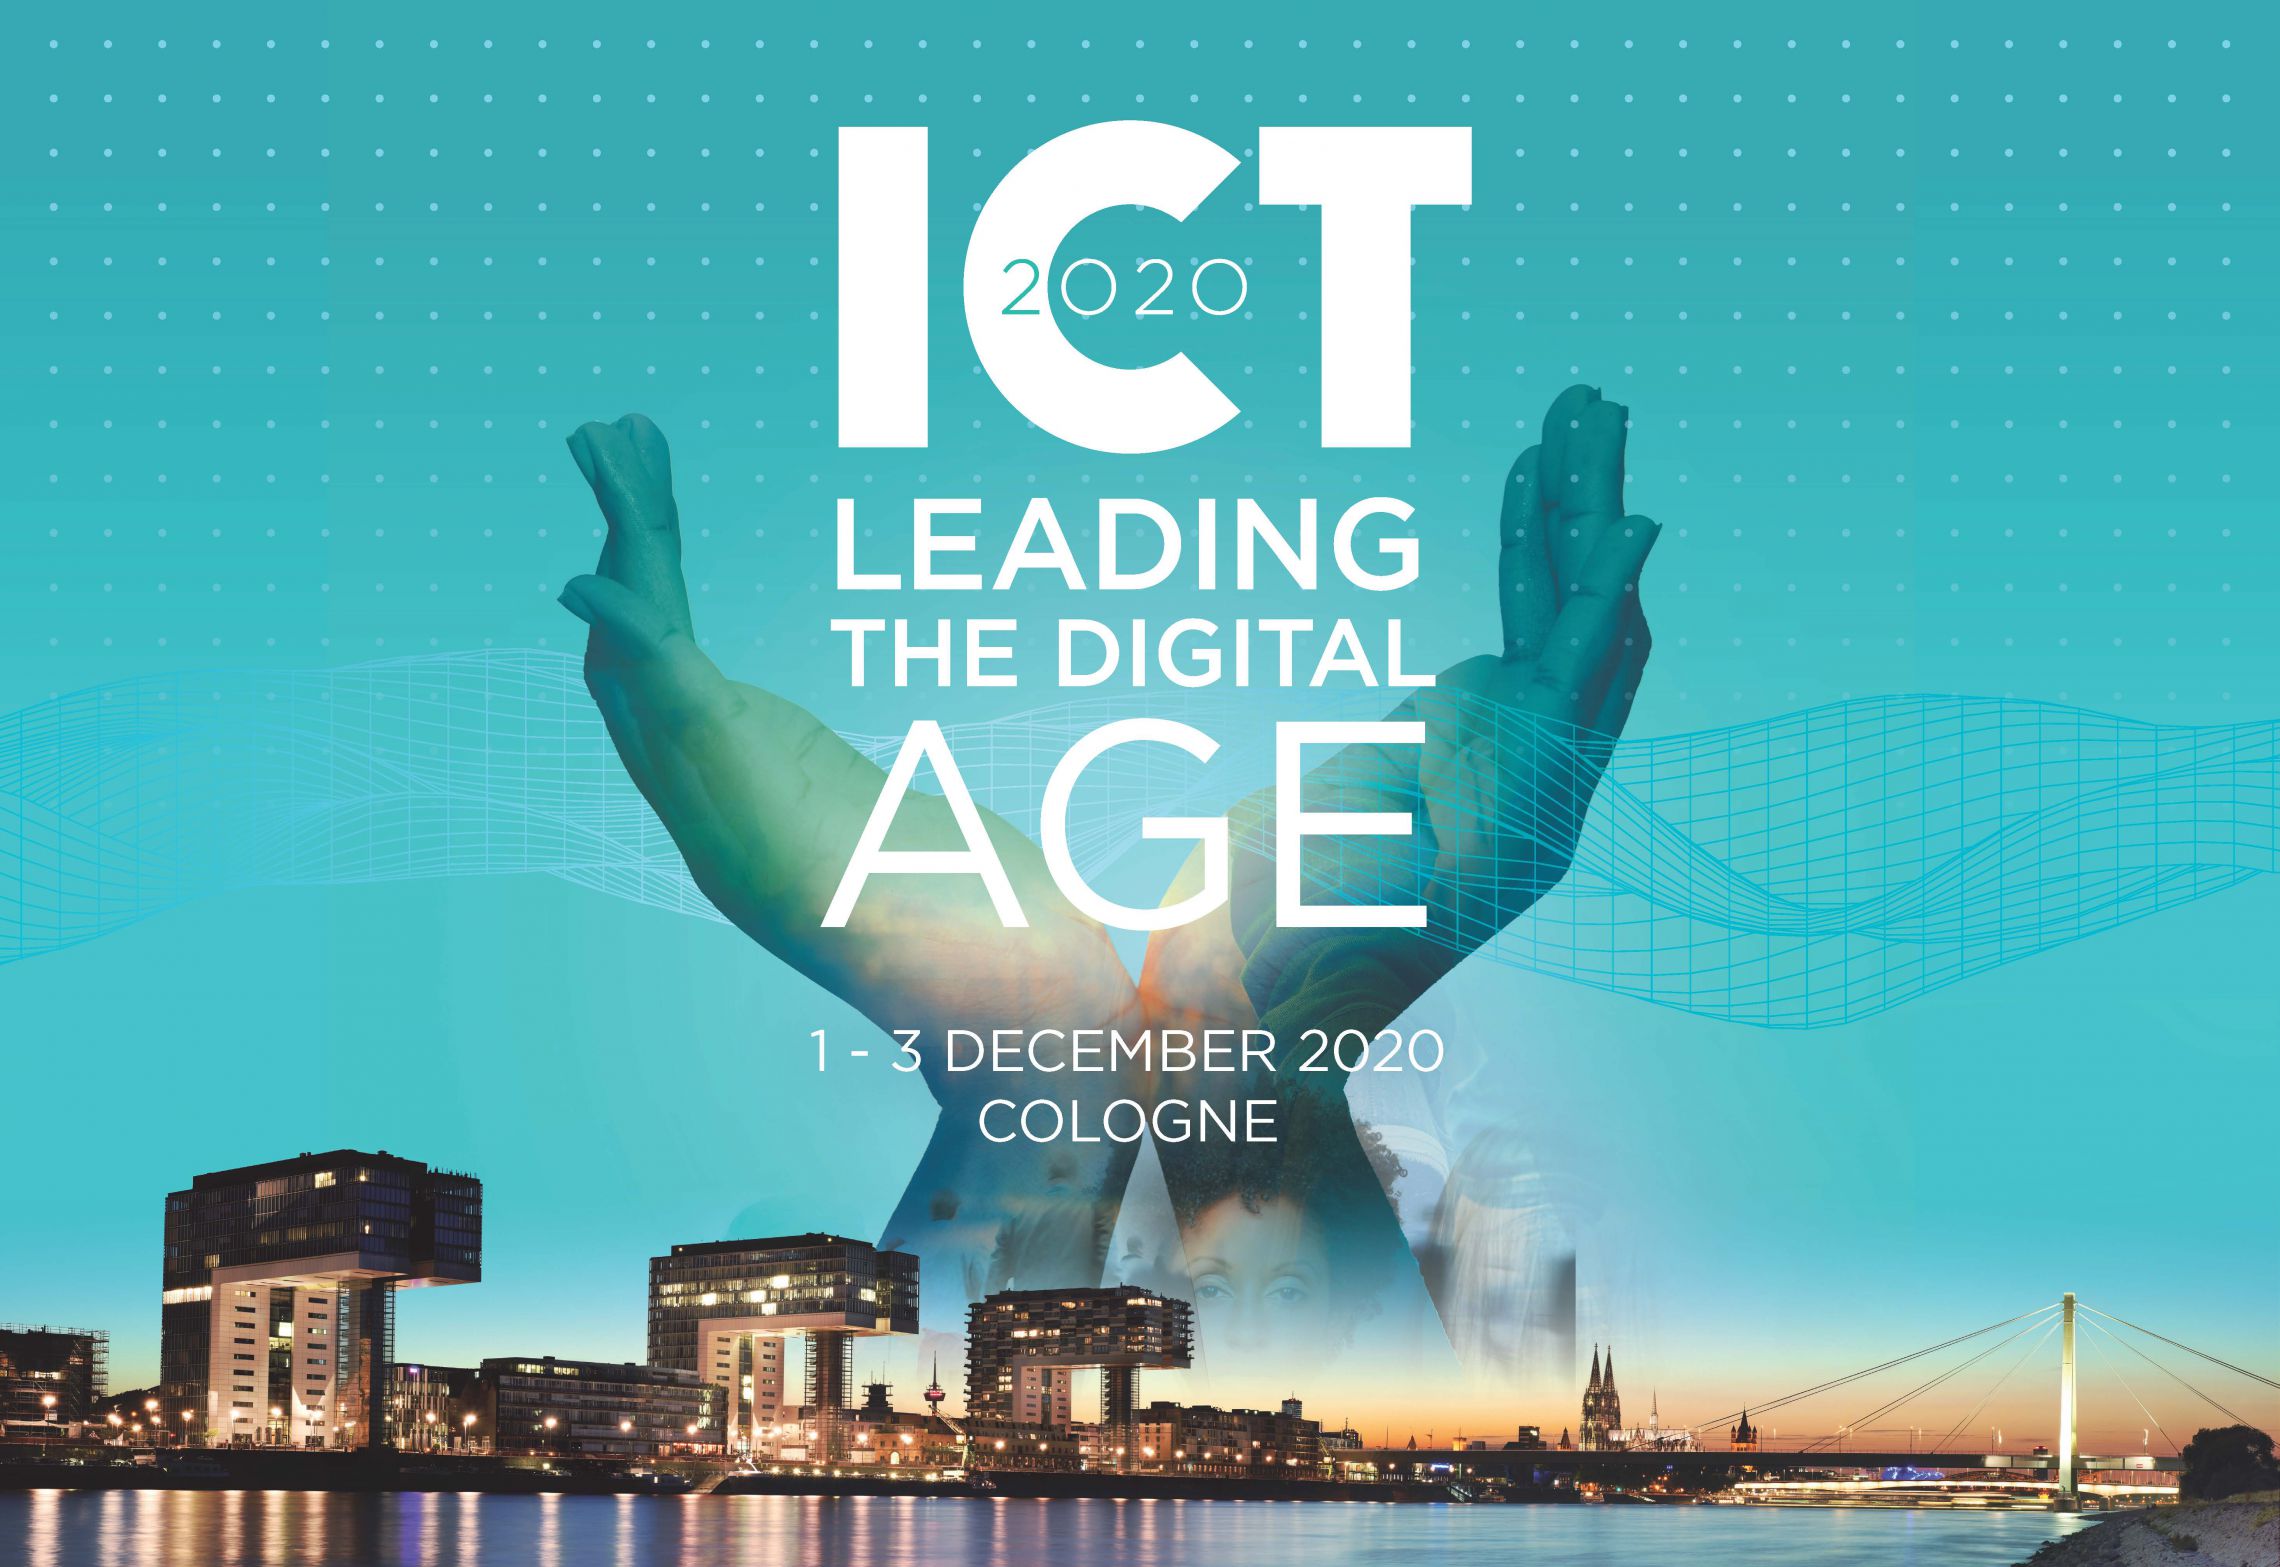 ICT
2020
LEADING
THE DIGITAL
AGE
1 - 3 DECEMBER 2020
COLOGNE